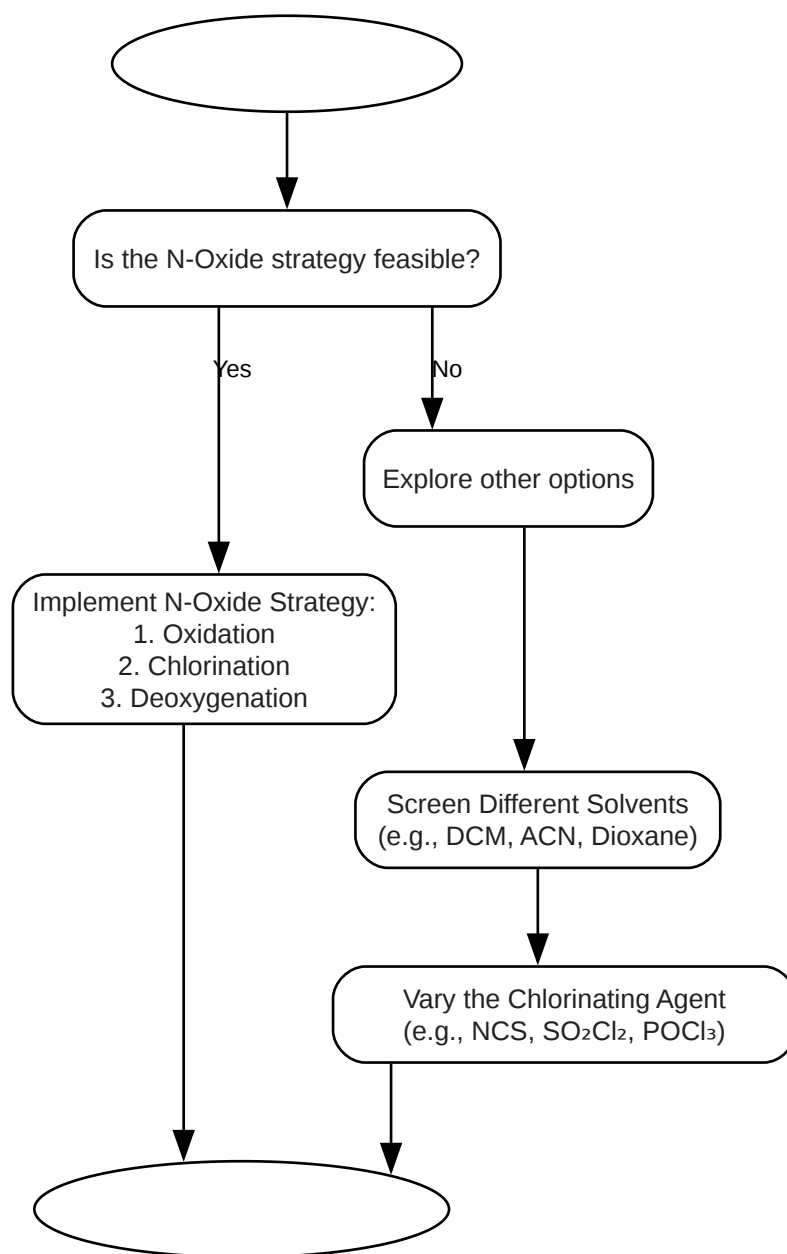 Is the N-Oxide strategy feasible?
Yes
No
Explore other options
Implement N-Oxide Strategy:
1. Oxidation
2. Chlorination
3. Deoxygenation
Screen Different Solvents
(e.g., DCM, ACN, Dioxane)
Vary the Chlorinating Agent
(e.g., NCS, SO₂Cl₂, POCl₃)